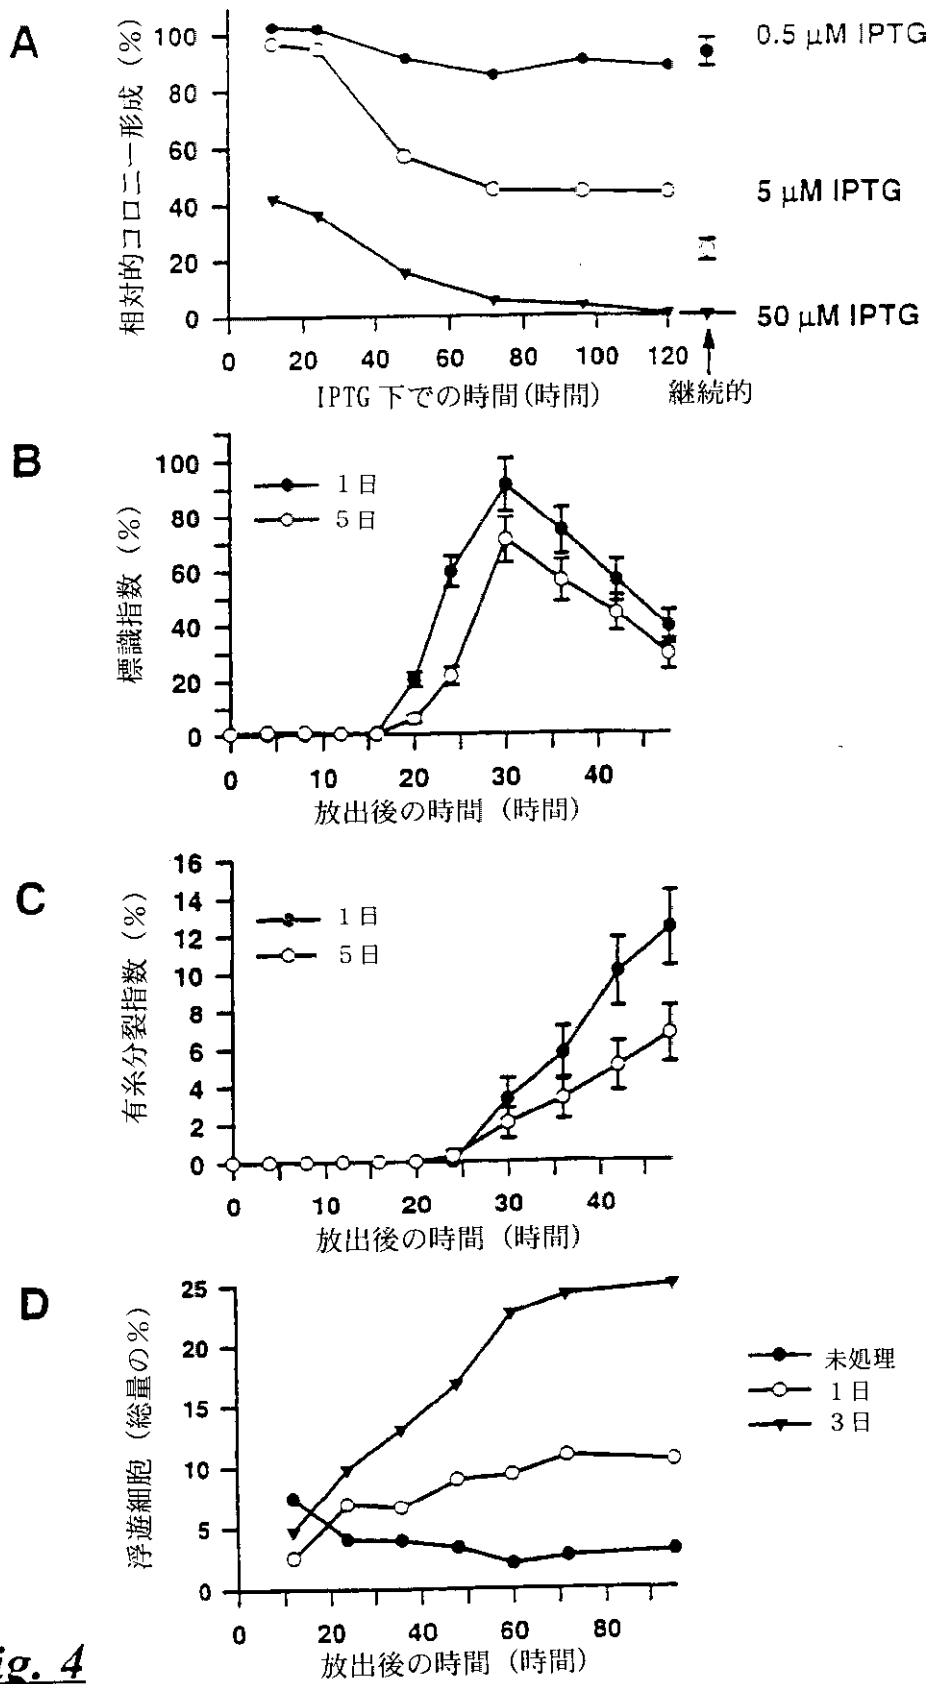 A
相対的コロニー形成 (%)
100
80
60
40
20
0
0 20 40 60 80 100 120
IPTG 下での時間(時間)
継続的
0.5 μM IPTG
5 μM IPTG
50 μM IPTG
B
標識指数 (%)
100
80
60
40
20
0
1日
5日
0 10 20 30 40
放出後の時間 (時間)
C
有糸分裂指数 (%)
16
14
12
10
8
6
4
2
0
1日
5日
0 10 20 30 40
放出後の時間 (時間)
D
浮遊細胞 (総量の%)
25
20
15
10
5
0
未処理
1日
3日
0 20 40 60 80
放出後の時間 (時間)
ig. 4